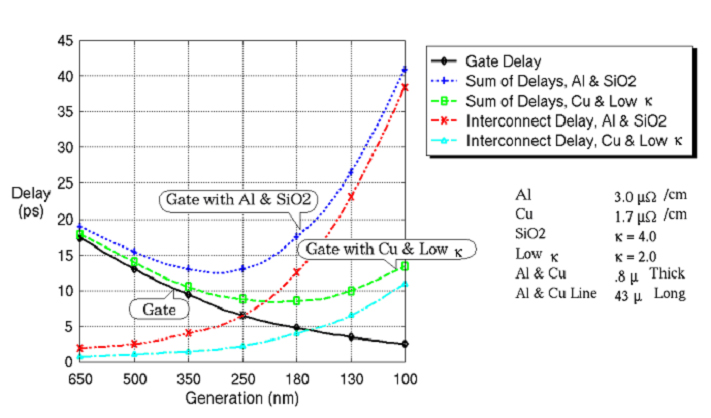 45
40
35
30
25
20
15
10
5
0
Delay
(ps)
650 500 350 250 180 130 100
Generation (nm)
Gate with Al & SiO2
Gate with Cu & Low κ
Gate
Gate Delay
Sum of Delays, Al & SiO2
Sum of Delays, Cu & Low κ
Interconnect Delay, Al & SiO2
Interconnect Delay, Cu & Low κ
Al 3.0 μΩ /cm
Cu 1.7 μΩ /cm
SiO2 κ = 4.0
Low κ κ = 2.0
Al & Cu .8 μ Thick
Al & Cu Line 43 μ Long